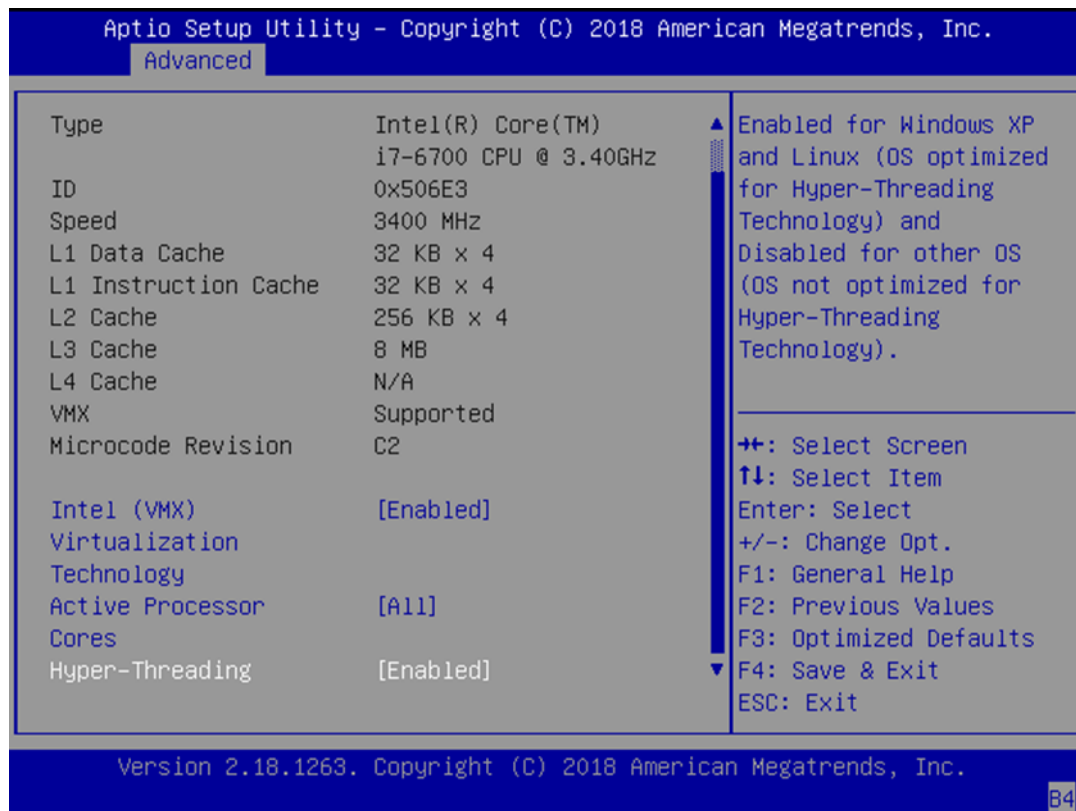 Aptio Setup Utility – Copyright (C) 2018 American Megatrends, Inc.
Advanced
Type Intel(R) Core(TM)
i7-6700 CPU @ 3.40GHz
ID 0x506E3
Speed 3400 MHz
L1 Data Cache 32 KB x 4
L1 Instruction Cache 32 KB x 4
L2 Cache 256 KB x 4
L3 Cache 8 MB
L4 Cache N/A
VMX Supported
Microcode Revision C2
Intel (VMX) [Enabled]
Virtualization
Technology
Active Processor [All]
Cores
Hyper-Threading [Enabled]
Enabled for Windows XP
and Linux (OS optimized
for Hyper-Threading
Technology) and
Disabled for other OS
(OS not optimized for
Hyper-Threading
Technology).
→←: Select Screen
↑↓: Select Item
Enter: Select
+/-: Change Opt.
F1: General Help
F2: Previous Values
F3: Optimized Defaults
F4: Save & Exit
ESC: Exit
Version 2.18.1263. Copyright (C) 2018 American Megatrends, Inc.
B4